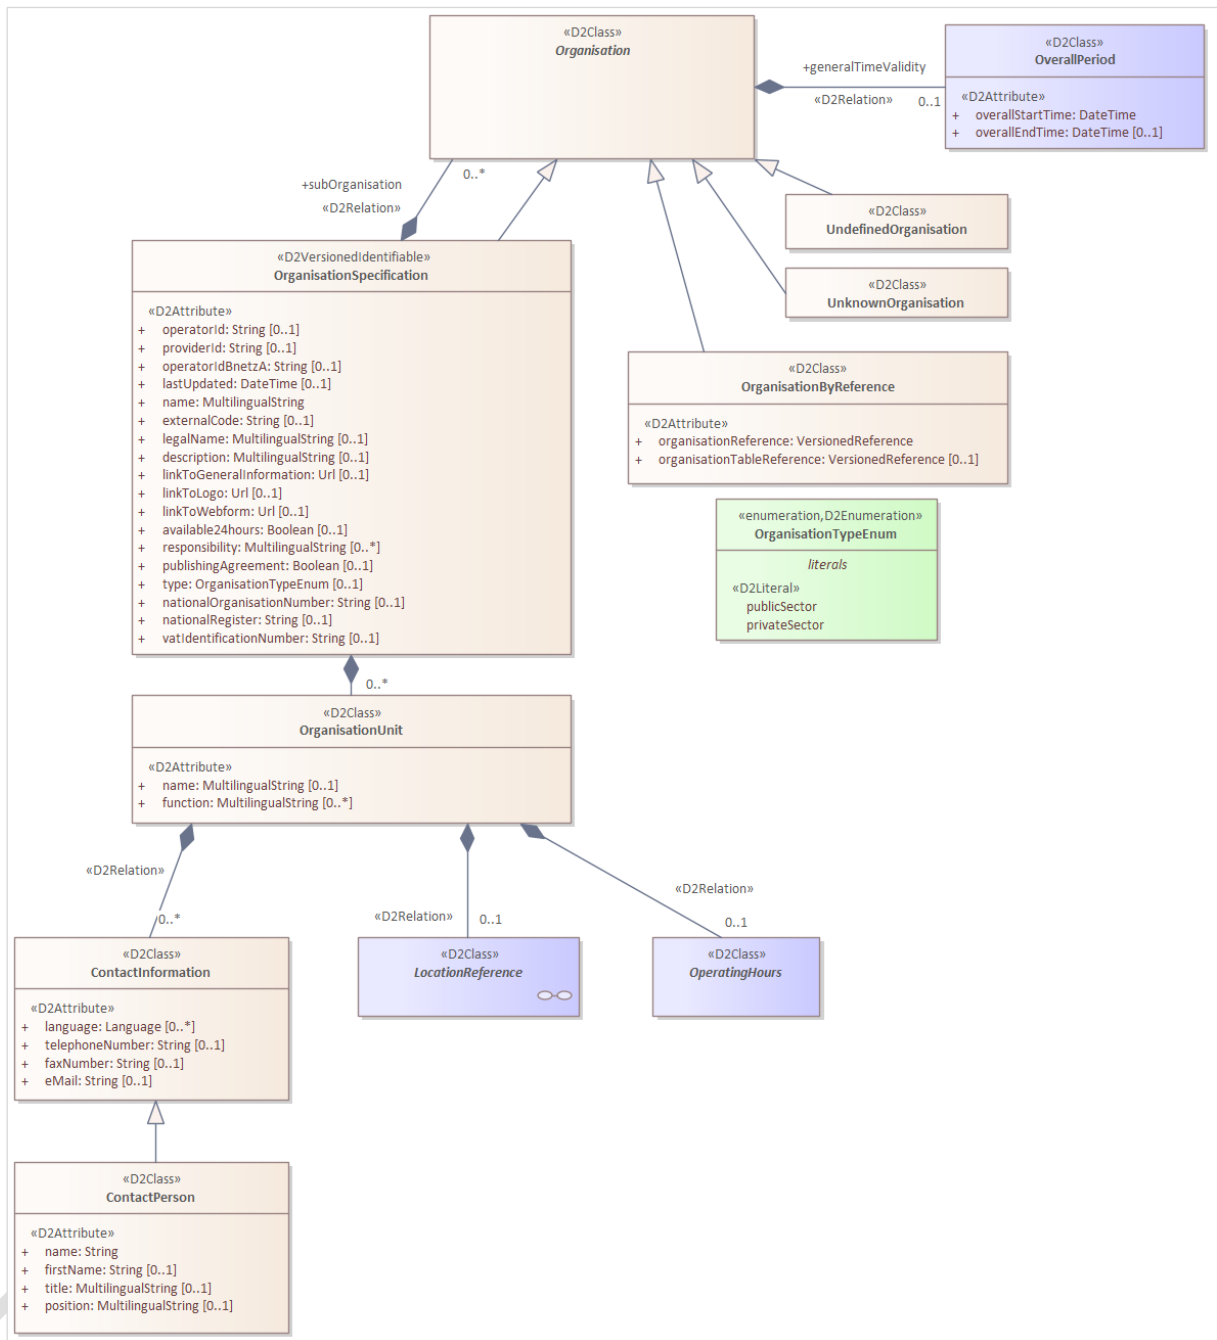 «D2Class»
Organisation
«D2Class»
OverallPeriod
«D2Attribute»
+ overallStartTime: DateTime
+ overallEndTime: DateTime [0..1]
+generalTimeValidity
«D2Relation»
0..1
+subOrganisation
0..*
«D2Relation»
«D2Class»
UndefinedOrganisation
«D2Class»
UnknownOrganisation
«D2VersionedIdentifiable»
OrganisationSpecification
«D2Attribute»
+ operatorId: String [0..1]
+ providerId: String [0..1]
+ operatorIdBnetzA: String [0..1]
+ lastUpdated: DateTime [0..1]
+ name: MultilingualString
+ externalCode: String [0..1]
+ legalName: MultilingualString [0..1]
+ description: MultilingualString [0..1]
+ linkToGeneralInformation: Url [0..1]
+ linkToLogo: Url [0..1]
+ linkToWebform: Url [0..1]
+ available24hours: Boolean [0..1]
+ responsibility: MultilingualString [0..*]
+ publishingAgreement: Boolean [0..1]
+ type: OrganisationTypeEnum [0..1]
+ nationalOrganisationNumber: String [0..1]
+ nationalRegister: String [0..1]
+ vatIdentificationNumber: String [0..1]
«D2Class»
OrganisationByReference
«D2Attribute»
+ organisationReference: VersionedReference
+ organisationTableReference: VersionedReference [0..1]
«enumeration,D2Enumeration»
OrganisationTypeEnum
literals
«D2Literal»
publicSector
privateSector
0..*
«D2Class»
OrganisationUnit
«D2Attribute»
+ name: MultilingualString [0..1]
+ function: MultilingualString [0..*]
«D2Relation»
0..*
«D2Relation»
0..1
«D2Relation»
0..1
«D2Class»
ContactInformation
«D2Attribute»
+ language: Language [0..*]
+ telephoneNumber: String [0..1]
+ faxNumber: String [0..1]
+ eMail: String [0..1]
«D2Class»
LocationReference
«D2Class»
OperatingHours
«D2Class»
ContactPerson
«D2Attribute»
+ name: String
+ firstName: String [0..1]
+ title: MultilingualString [0..1]
+ position: MultilingualString [0..1]